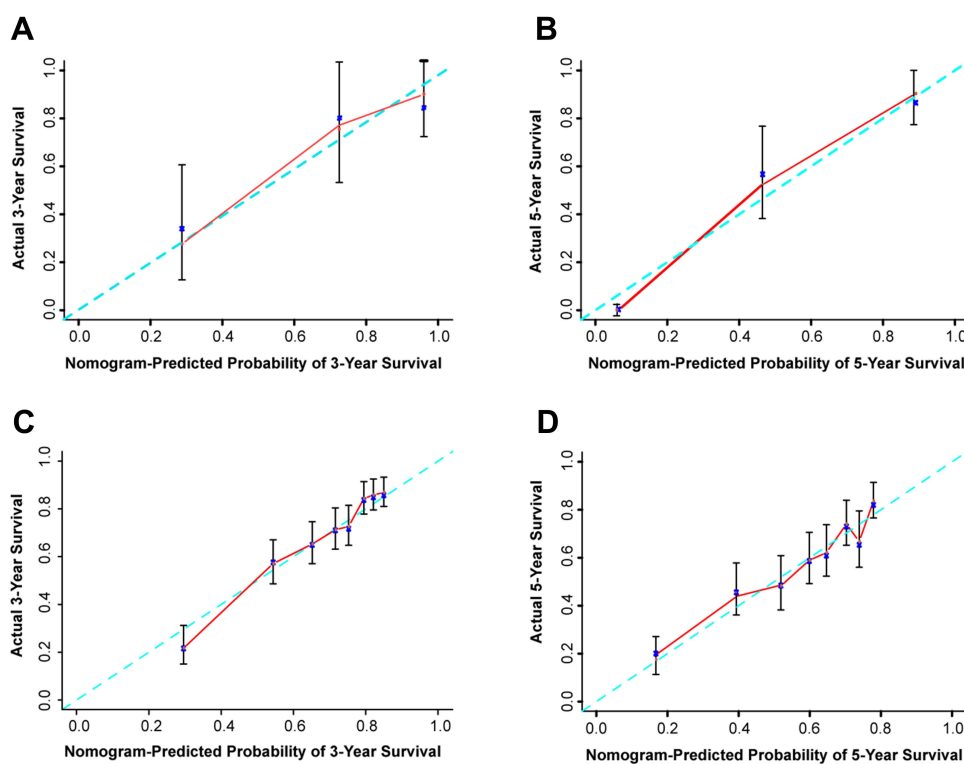 A
B
Actual 3-Year Survival
0.0 0.2 0.4 0.6 0.8 1.0
0.0 0.2 0.4 0.6 0.8 1.0
Nomogram-Predicted Probability of 3-Year Survival
Actual 5-Year Survival
0.0 0.2 0.4 0.6 0.8 1.0
0.0 0.2 0.4 0.6 0.8 1.0
Nomogram-Predicted Probability of 5-Year Survival
C
D
Actual 3-Year Survival
0.0 0.2 0.4 0.6 0.8 1.0
0.0 0.2 0.4 0.6 0.8 1.0
Nomogram-Predicted Probability of 3-Year Survival
Actual 5-Year Survival
0.0 0.2 0.4 0.6 0.8 1.0
0.0 0.2 0.4 0.6 0.8 1.0
Nomogram-Predicted Probability of 5-Year Survival